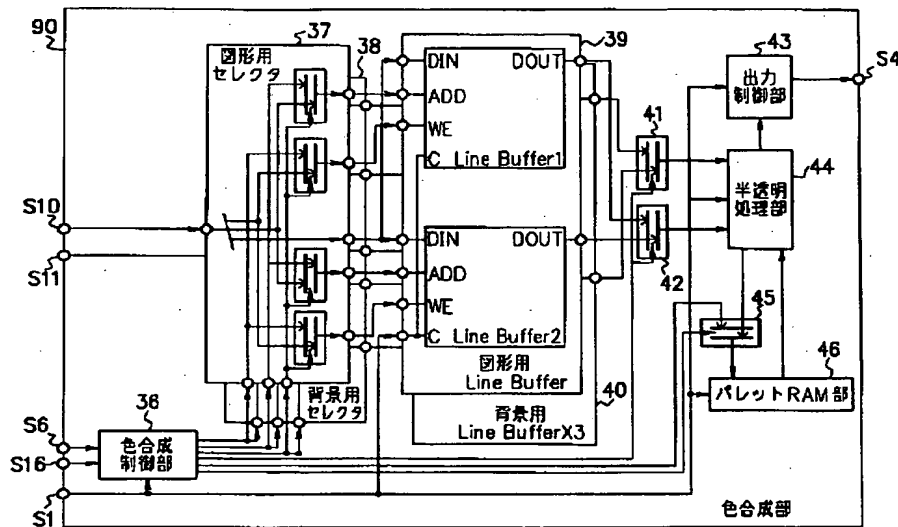 90
37
図形用
セレクタ
38
39
DIN
DOUT
ADD
WE
C Line Buffer1
43
出力
制御部
S4
41
44
半透明
処理部
S10
S11
DIN
DOUT
ADD
WE
C Line Buffer2
42
45
図形用
Line Buffer
46
パレットRAM部
背景用
セレクタ
背景用
Line BufferX3
40
36
S6
色合成
制御部
S16
S1
色合成部